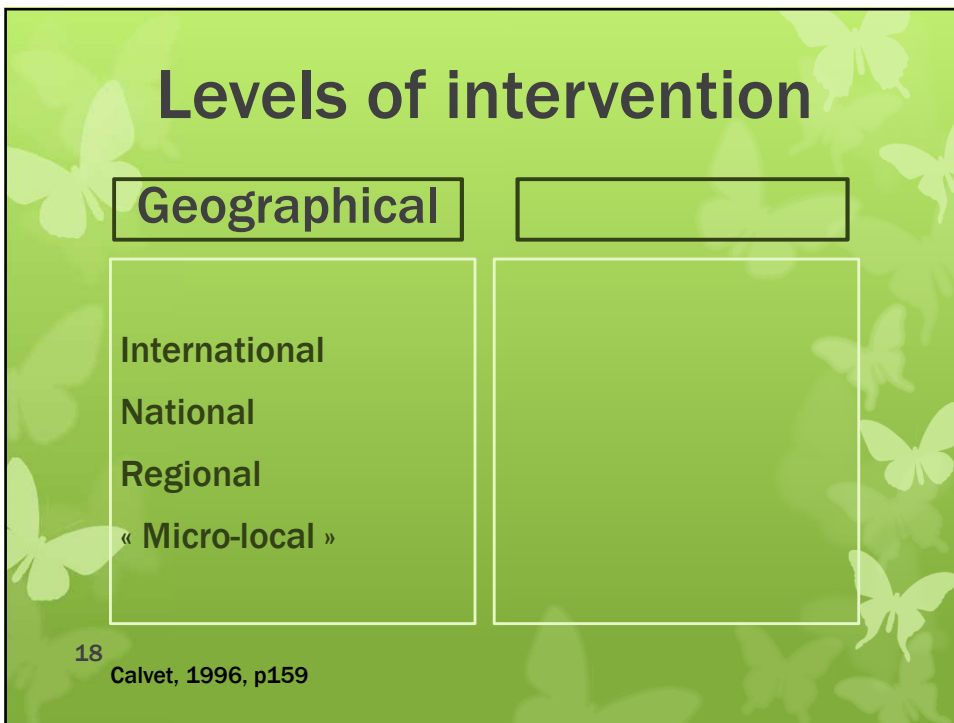 Levels of intervention
Geographical
International
National
Regional
« Micro-local »
18
Calvet, 1996, p159